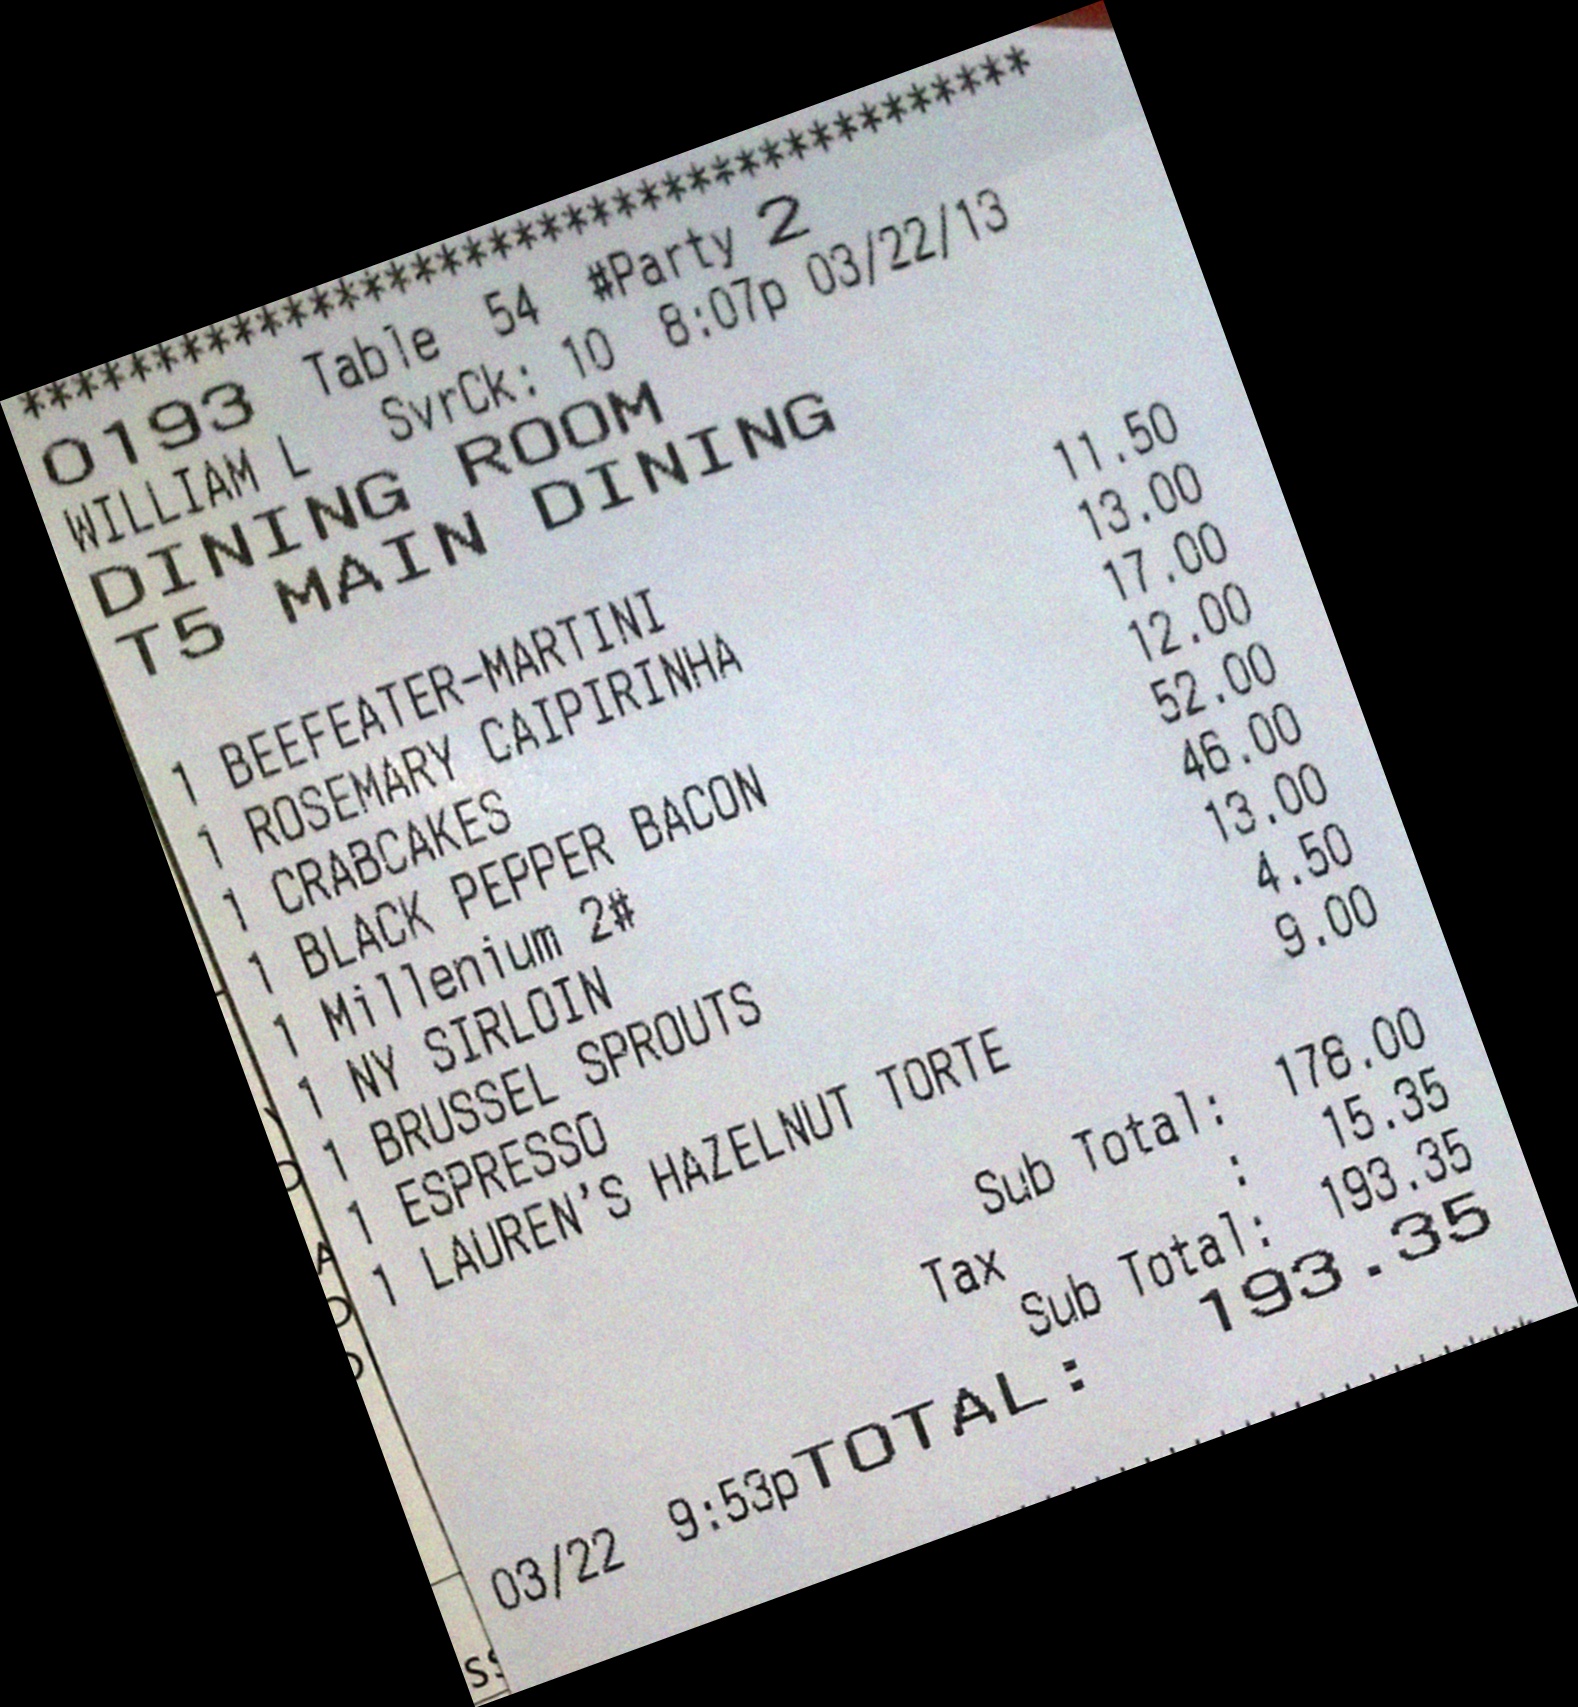 ****************************************
0193 Table 54 #Party 2
WILLIAM L SvrCk: 10 8:07p 03/22/13
DINING ROOM
T5 MAIN DINING
1 BEEFEATER-MARTINI 11.50
1 ROSEMARY CAIPIRINHA 13.00
1 CRABCAKES 17.00
1 BLACK PEPPER BACON 12.00
1 Millenium 2# 52.00
1 NY SIRLOIN 46.00
1 BRUSSEL SPROUTS 13.00
1 ESPRESSO 4.50
1 LAUREN'S HAZELNUT TORTE 9.00
Sub Total: 178.00
Tax : 15.35
Sub Total: 193.35
03/22 9:53pTOTAL: 193.35